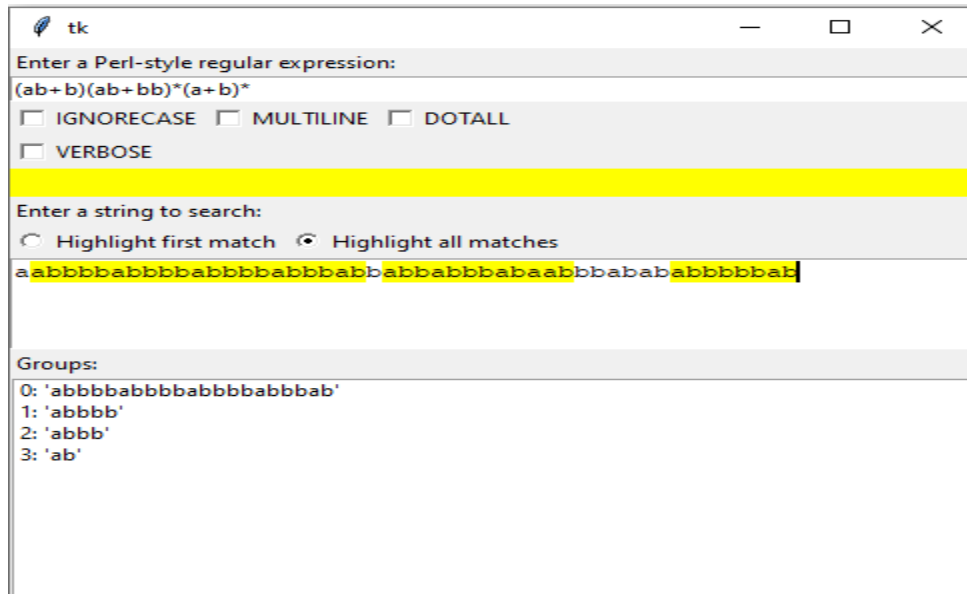 tk
Enter a Perl-style regular expression:
(ab+b)(ab+bb)*(a+b)*
IGNORECASE MULTILINE DOTALL
VERBOSE
Enter a string to search:
Highlight first match Highlight all matches
aabbbbabbbbabbbbabbbabbabbabbbabaabbbabababbbbbab
Groups:
0: 'abbbbabbbbabbbbabbbab'
1: 'abbbb'
2: 'abbb'
3: 'ab'